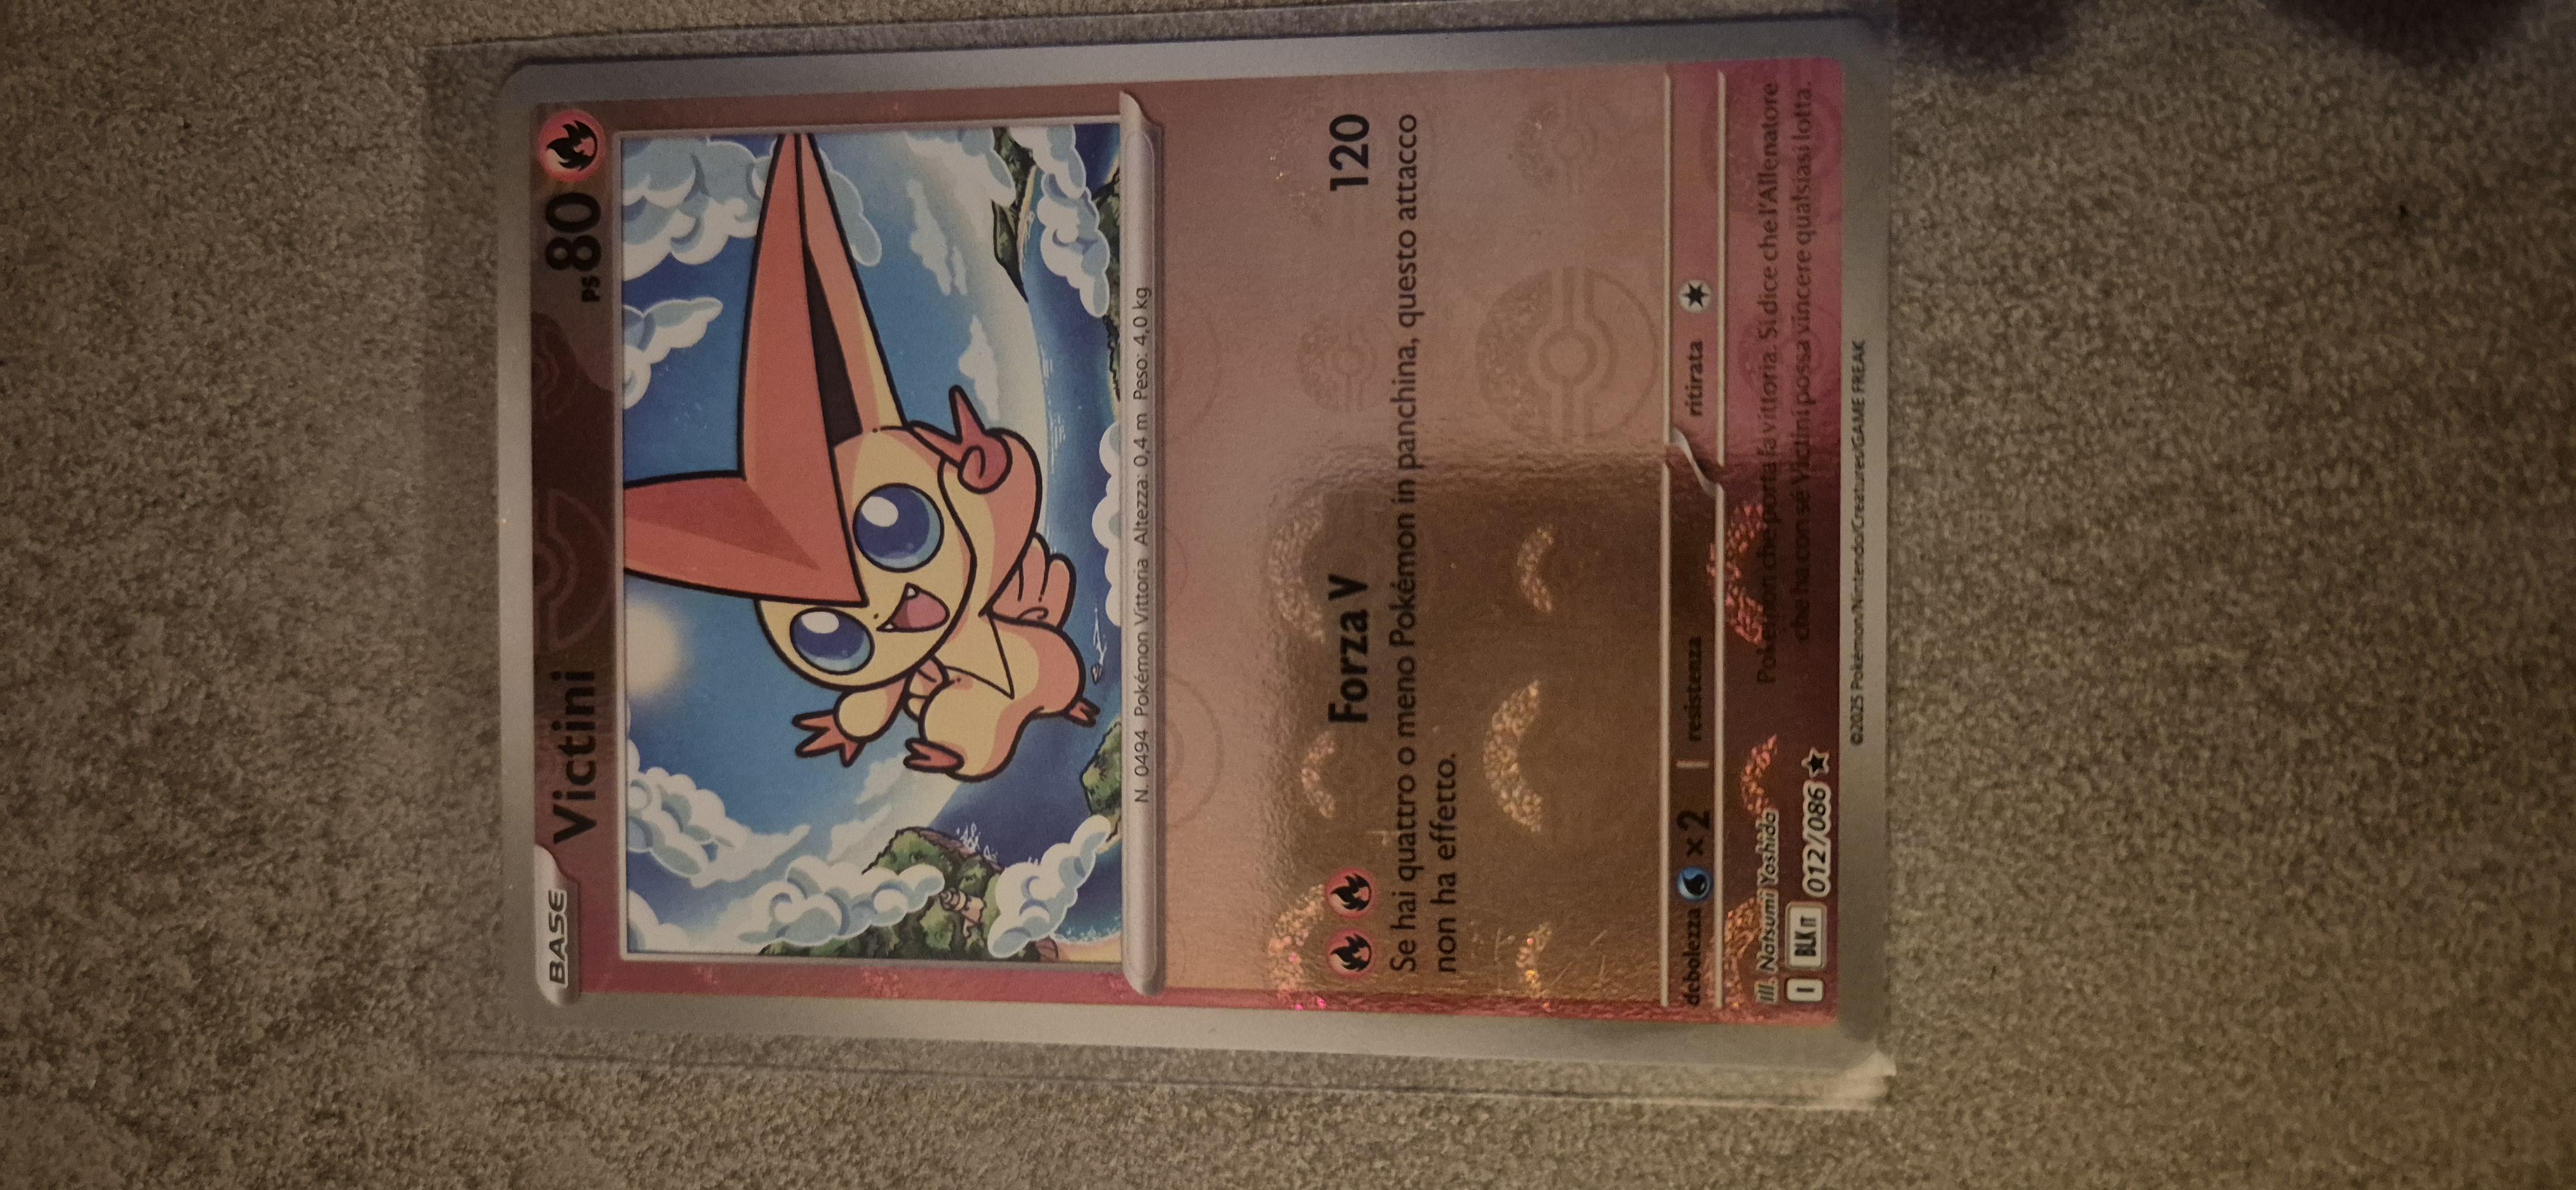 BASE
Victini
PS 80
N. 0494 Pokémon Vittoria Altezza: 0,4 m Peso: 4,0 kg
Forza V 120
Se hai quattro o meno Pokémon in panchina, questo attacco
non ha effetto.
debolezza x 2 resistenza ritirata
Ill. Natsumi Yoshida
Pokémon che porta la vittoria. Si dice che l'Allenatore
che ha con sé Victini possa vincere qualsiasi lotta.
I BLK IT 012/086
©2025 Pokémon/Nintendo/Creatures/GAME FREAK